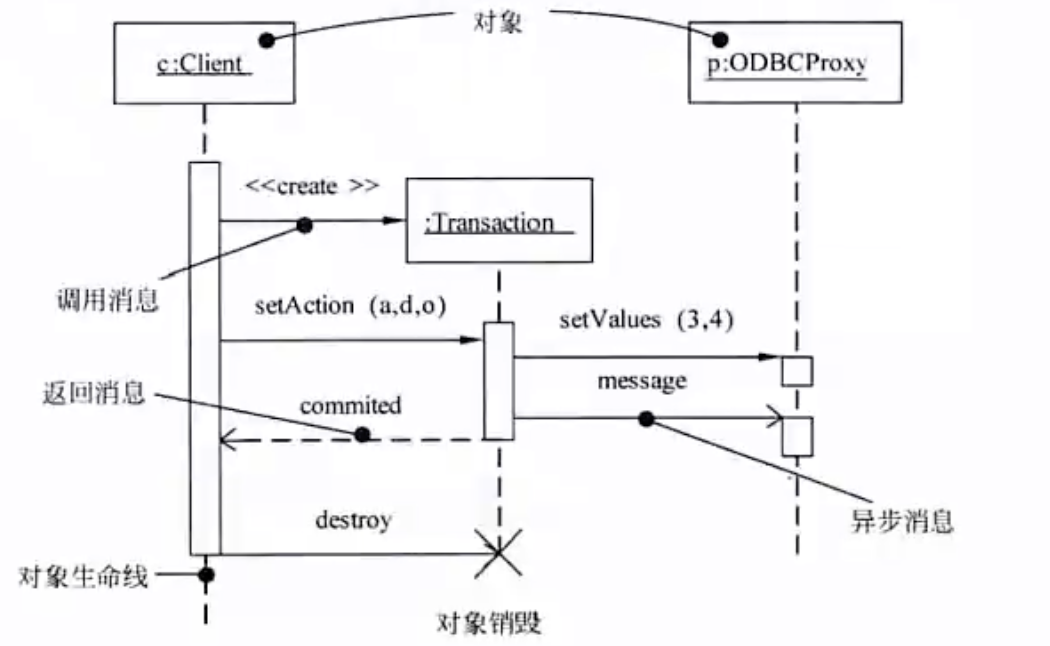 对象
c:Client
p:ODBCProxy
<<create >>
:Transaction
调用消息
setAction (a,d,o)
setValues (3,4)
返回消息
commited
message
destroy
异步消息
对象生命线
对象销毁